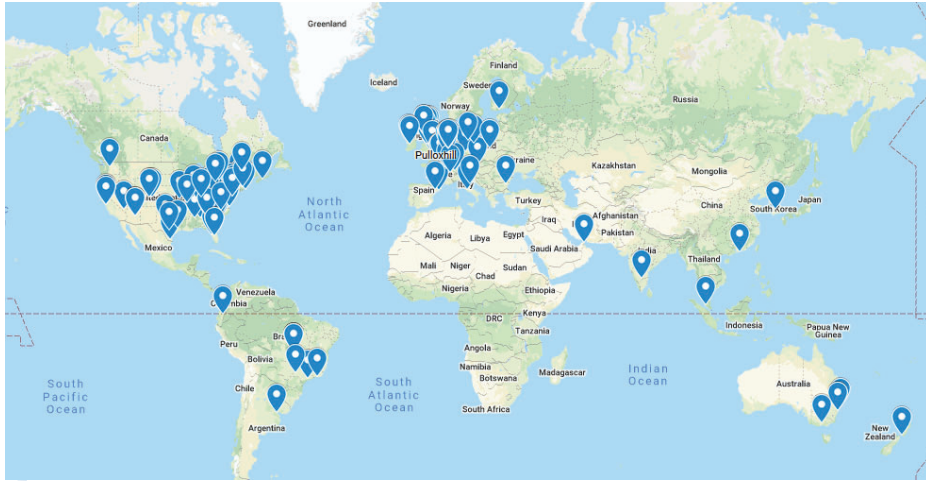 Greenland
Iceland
Finland
Sweden
Norway
Russia
Canada
Pulloxhill
Ukraine
Kazakhstan
Mongolia
North
Atlantic
Ocean
Spain
Italy
Turkey
China
South Korea
Japan
Iraq
Afghanistan
Pakistan
Mexico
Algeria
Libya
Egypt
Saudi Arabia
India
Thailand
Mali
Niger
Chad
Sudan
Venezuela
Colombia
Nigeria
Ethiopia
DRC
Kenya
Indonesia
Papua New
Guinea
Peru
Tanzania
Bolivia
Angola
Namibia
Botswana
Madagascar
Indian
Ocean
Australia
South
Pacific
Ocean
Chile
South
Atlantic
Ocean
South Africa
Argentina
New
Zealand